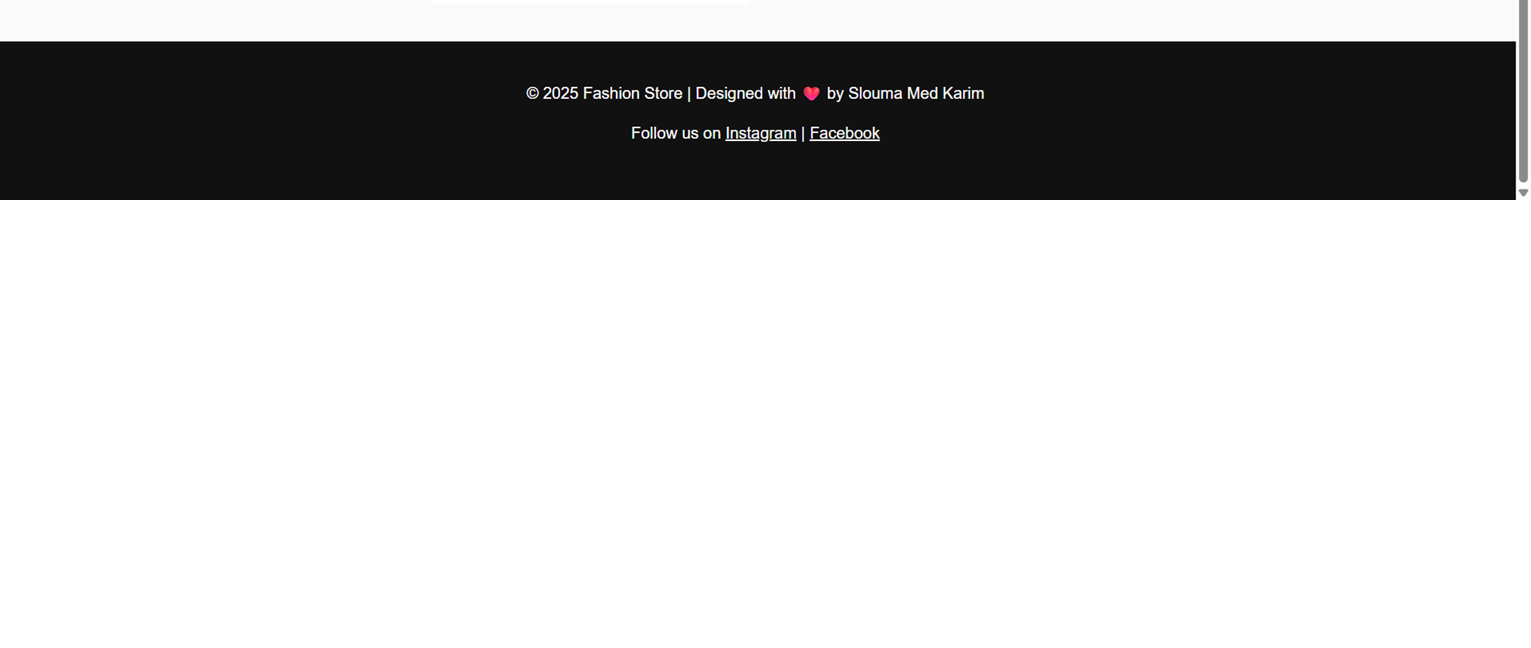 © 2025 Fashion Store | Designed with ❤️ by Slouma Med Karim
Follow us on Instagram | Facebook